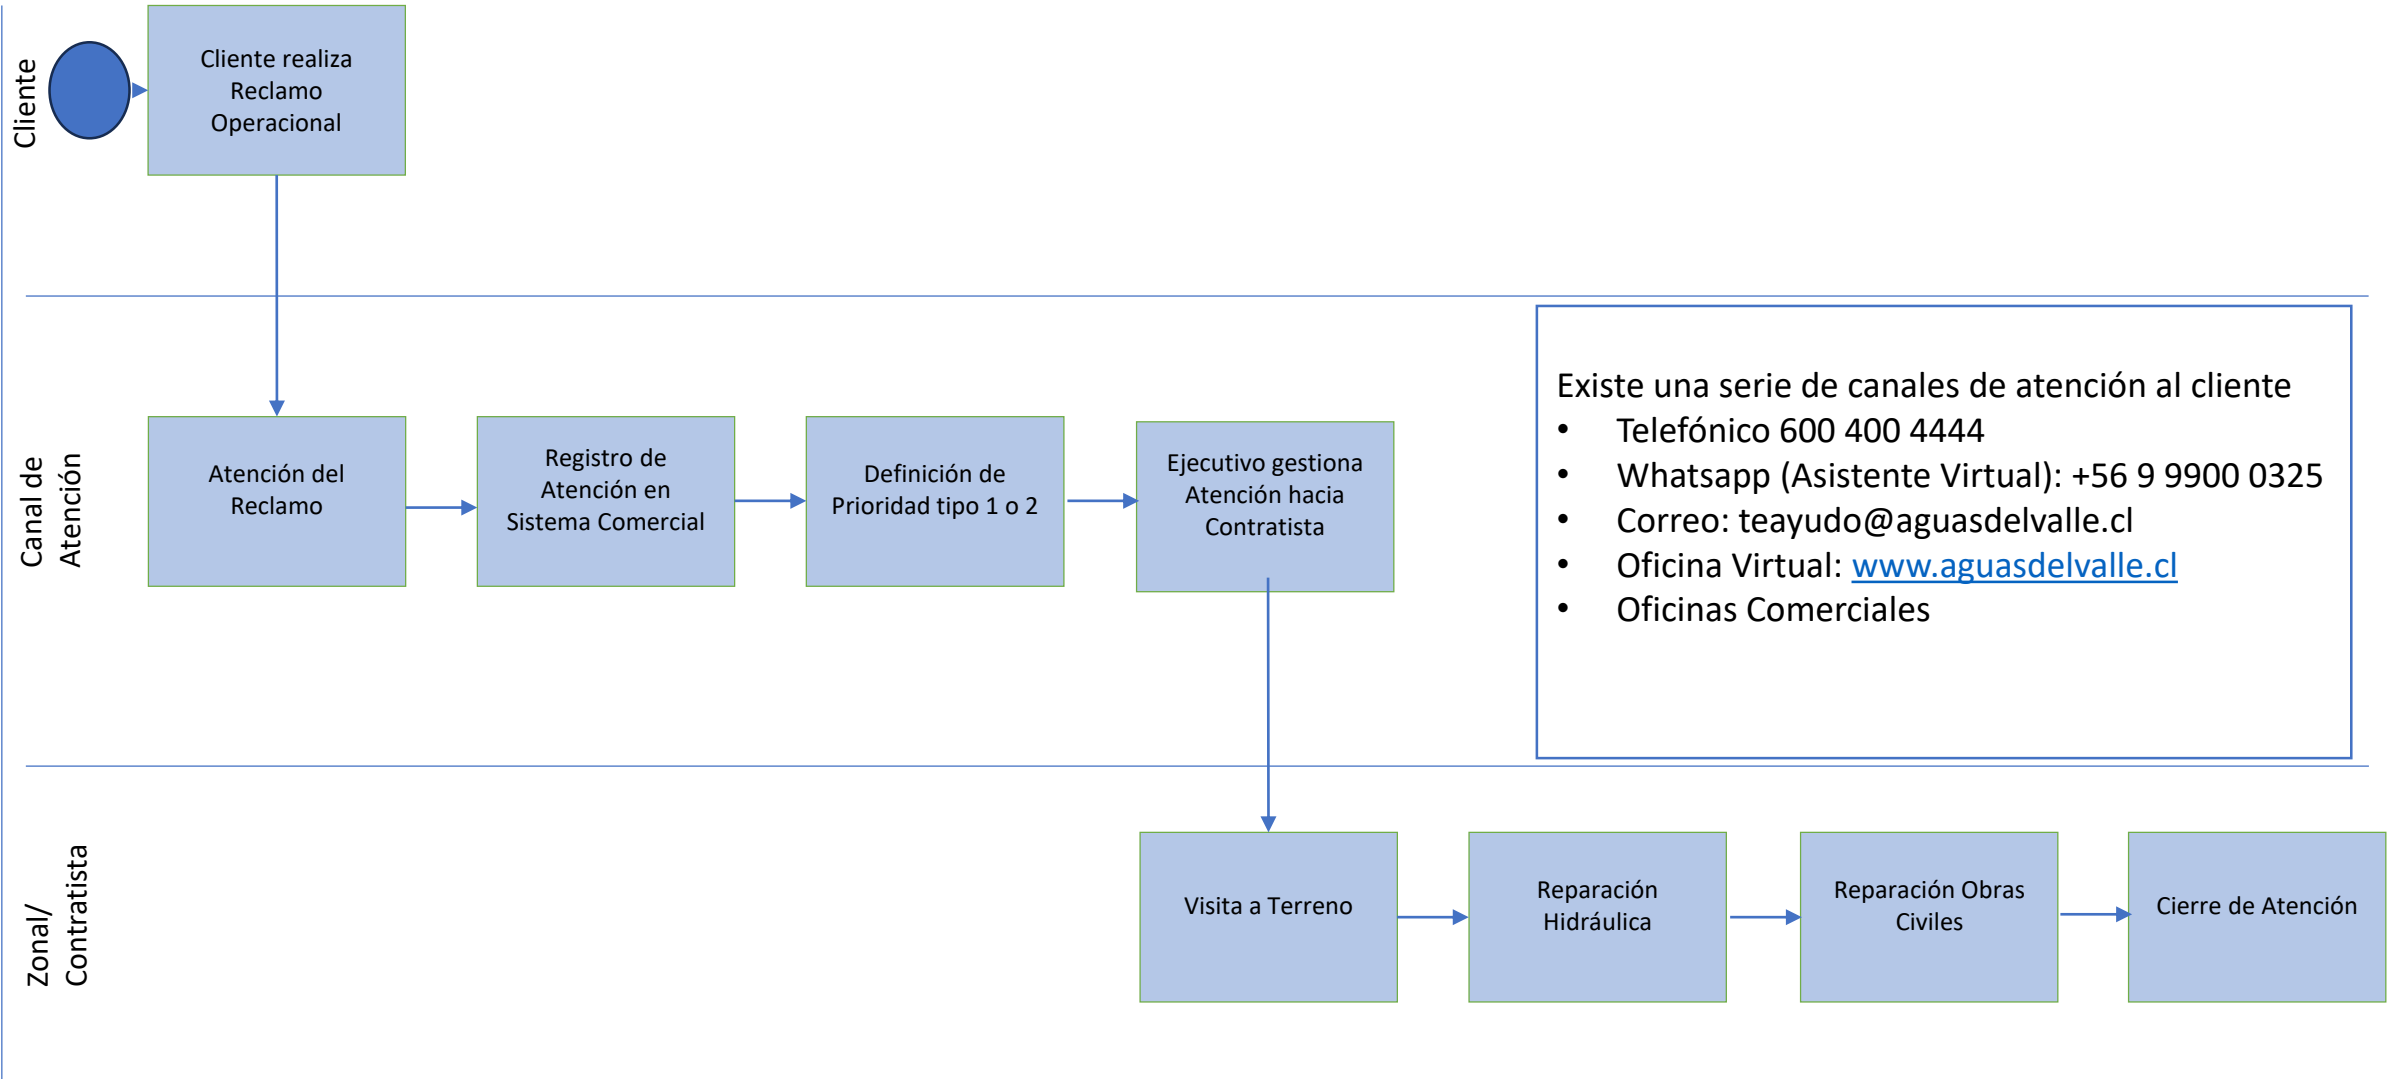 Cliente
Cliente realiza
Reclamo
Operacional
Canal de
Atención
Atención del
Reclamo
Registro de
Atención en
Sistema Comercial
Definición de
Prioridad tipo 1 o 2
Ejecutivo gestiona
Atención hacia
Contratista
Existe una serie de canales de atención al cliente
• Telefónico 600 400 4444
• Whatsapp (Asistente Virtual): +56 9 9900 0325
• Correo: teayudo@aguasdelvalle.cl
• Oficina Virtual: www.aguasdelvalle.cl
• Oficinas Comerciales
Zonal/
Contratista
Visita a Terreno
Reparación
Hidráulica
Reparación Obras
Civiles
Cierre de Atención